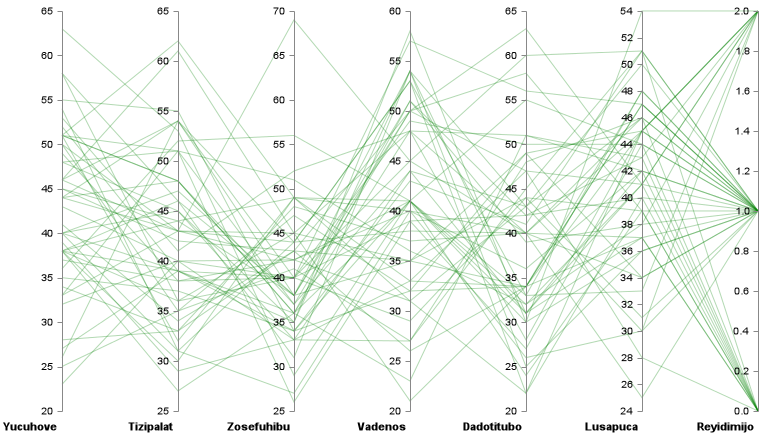 65 65 70 60 65 54 2.0
60 60 65 55 60 52 1.8
55 55 60 50 55 50 1.6
50 50 55 45 50 48 1.4
45 45 50 40 45 46 1.2
40 40 45 35 40 44 1.0
35 35 40 30 35 42 0.8
30 30 35 25 30 40 0.6
25 25 30 20 25 38 0.4
20 25 20 36 0.2
34 0.0
32
30
28
26
24
Yucuhove Tizipalat Zosefuhibu Vadenos Dadotitubo Lusapuca Reyidimijo